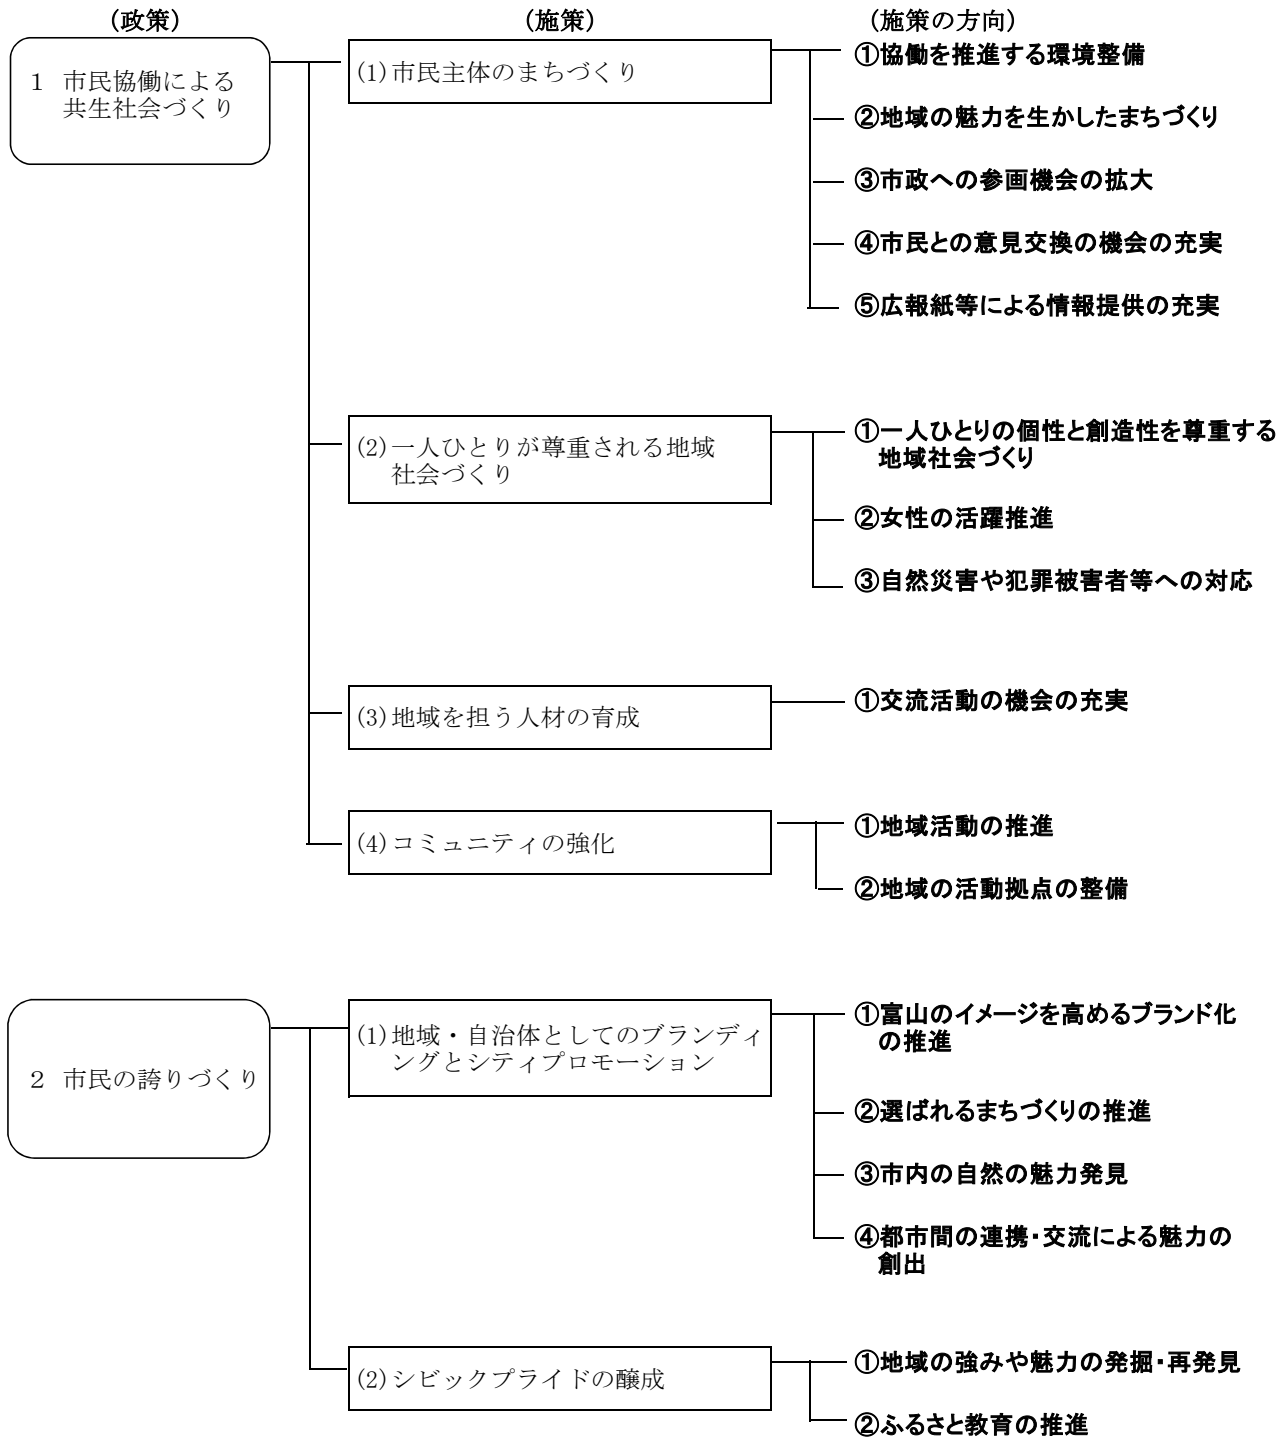 (政策)
(施策)
(施策の方向)
1 市民協働による
共生社会づくり
(1)市民主体のまちづくり
①協働を推進する環境整備
②地域の魅力を生かしたまちづくり
③市政への参画機会の拡大
④市民との意見交換の機会の充実
⑤広報紙等による情報提供の充実
(2)一人ひとりが尊重される地域
社会づくり
①一人ひとりの個性と創造性を尊重する
地域社会づくり
②女性の活躍推進
③自然災害や犯罪被害者等への対応
(3)地域を担う人材の育成
①交流活動の機会の充実
(4)コミュニティの強化
①地域活動の推進
②地域の活動拠点の整備
2 市民の誇りづくり
(1)地域・自治体としてのブランディ
ングとシティプロモーション
①富山のイメージを高めるブランド化
の推進
②選ばれるまちづくりの推進
③市内の自然の魅力発見
④都市間の連携・交流による魅力の
創出
(2)シビックプライドの醸成
①地域の強みや魅力の発掘・再発見
②ふるさと教育の推進